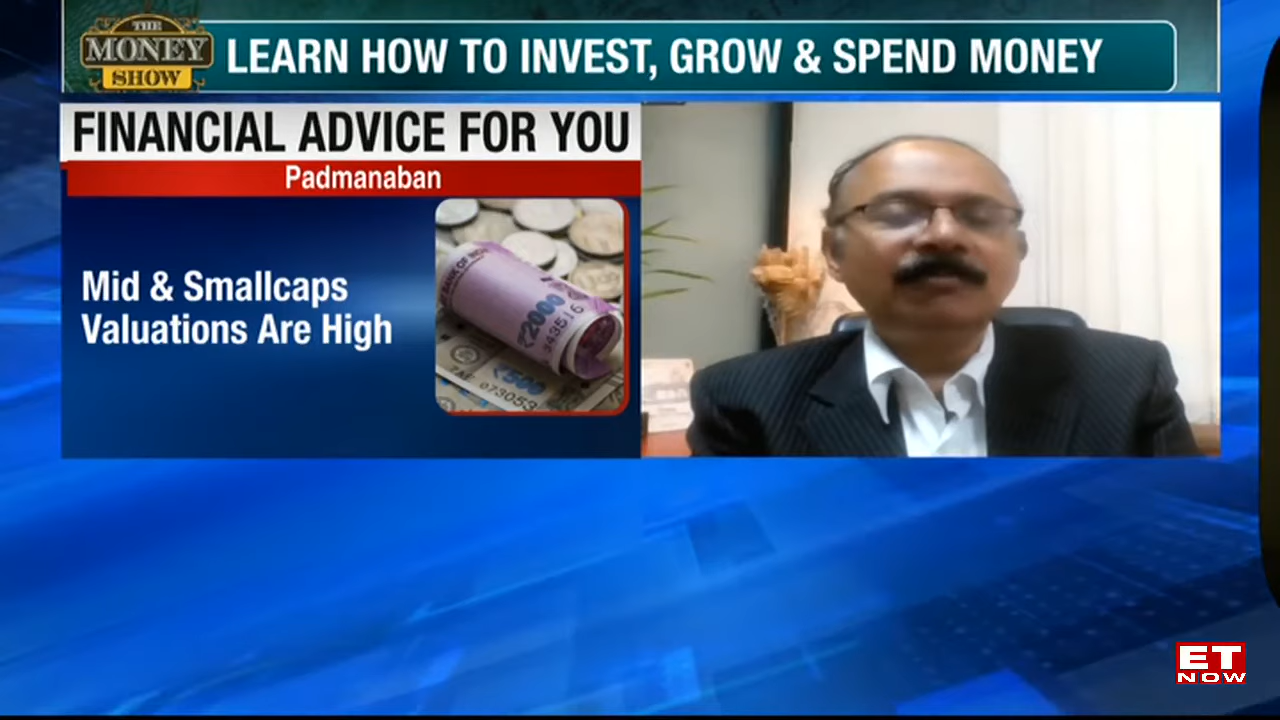 THE
MONEY
SHOW
LEARN HOW TO INVEST, GROW & SPEND MONEY
FINANCIAL ADVICE FOR YOU
Padmanaban
Mid & Smallcaps
Valuations Are High
₹2000
₹500
073053
ET
NOW